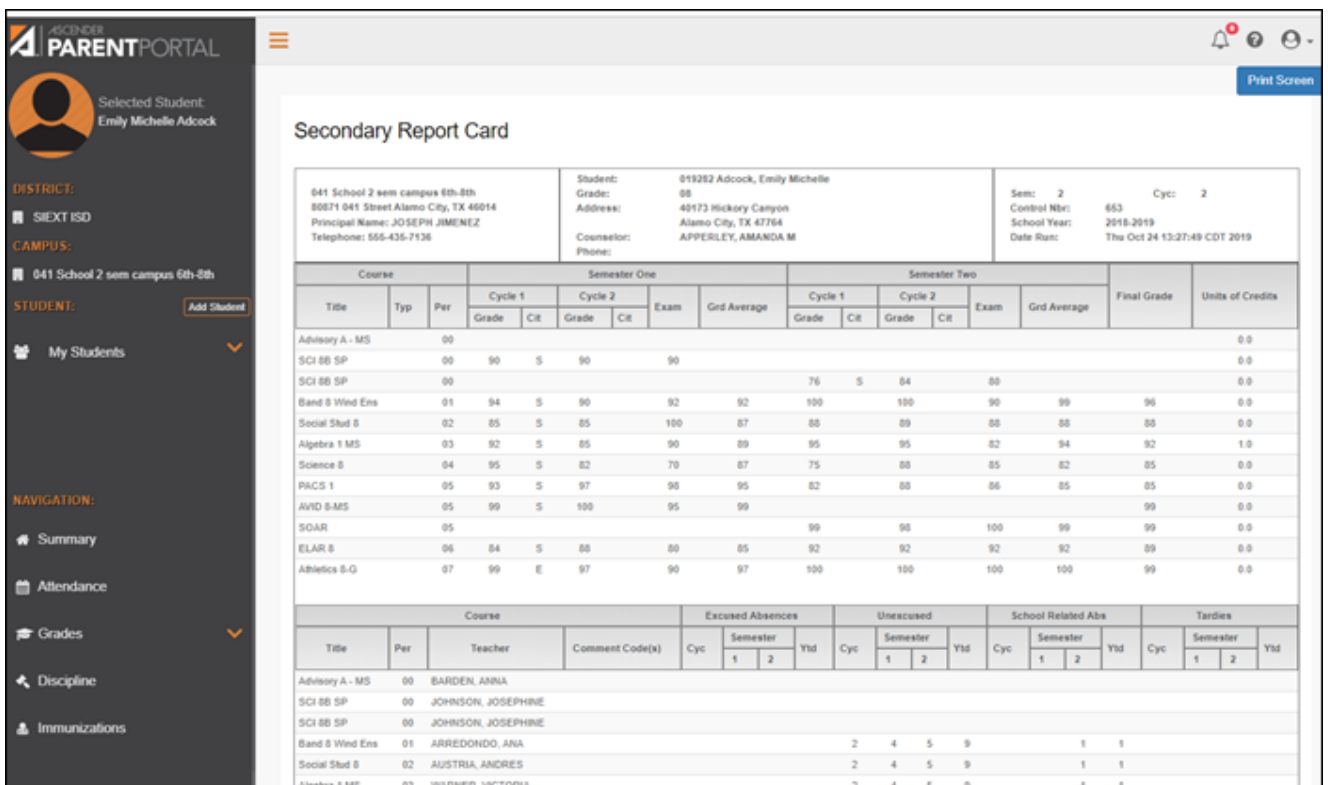 ASCENDER
PARENTPORTAL
0
Print Screen
Selected Student:
Emily Michelle Adcock
DISTRICT:
SIEXT ISD
CAMPUS:
041 School 2 sem campus 6th-8th
STUDENT: Add Student
My Students
NAVIGATION:
Summary
Attendance
Grades
Discipline
Immunizations
Secondary Report Card
041 School 2 sem campus 6th-8th
80071 041 Street Alamo City, TX 46014
Principal Name: JOSEPH JIMENEZ
Telephone: 555-435-7136
Student: 019282 Adcock, Emily Michelle
Grade: 08
Address: 40173 Hickory Canyon
Alamo City, TX 47764
Counselor: APPERLEY, AMANDA M
Phone:
Sem: 2 Cyc: 2
Control Nbr: 653
School Year: 2018-2019
Date Run: Thu Oct 24 13:27:49 CDT 2019
Course Semester One Semester Two Final Grade Units of Credits
Title Typ Per Cycle 1 Cycle 2 Exam Grd Average Cycle 1 Cycle 2 Exam Grd Average
Grade Cit Grade Cit Grade Cit Grade Cit
Advisory A - MS 00 0.0
SCI 8B SP 00 90 S 90 90 0.0
SCI 8B SP 00 76 S 84 80 0.0
Band 8 Wind Ens 01 94 S 90 92 92 100 100 90 99 96 0.0
Social Stud 8 02 85 S 85 100 87 88 89 88 88 88 0.0
Algebra 1 MS 03 92 S 85 90 89 95 95 82 94 92 1.0
Science 8 04 95 S 82 70 87 75 88 85 82 85 0.0
PACS 1 05 93 S 97 98 95 82 88 86 85 85 0.0
AVID 8-MS 05 99 S 100 95 99 99 0.0
SOAR 05 99 98 100 99 99 0.0
ELAR 8 06 84 S 88 80 85 92 92 92 92 89 0.0
Athletics 8-G 07 99 E 97 90 97 100 100 100 100 99 0.0
Course Excused Absences Unexcused School Related Abs Tardies
Title Per Teacher Comment Code(s) Cyc Semester Ytd Cyc Semester Ytd Cyc Semester Ytd Cyc Semester Ytd
1 2 1 2 1 2 1 2
Advisory A - MS 00 BARDEN, ANNA
SCI 8B SP 00 JOHNSON, JOSEPHINE
SCI 8B SP 00 JOHNSON, JOSEPHINE
Band 8 Wind Ens 01 ARREDONDO, ANA 2 4 5 9 1 1
Social Stud 8 02 AUSTRIA, ANDRES 2 4 5 9 1 1